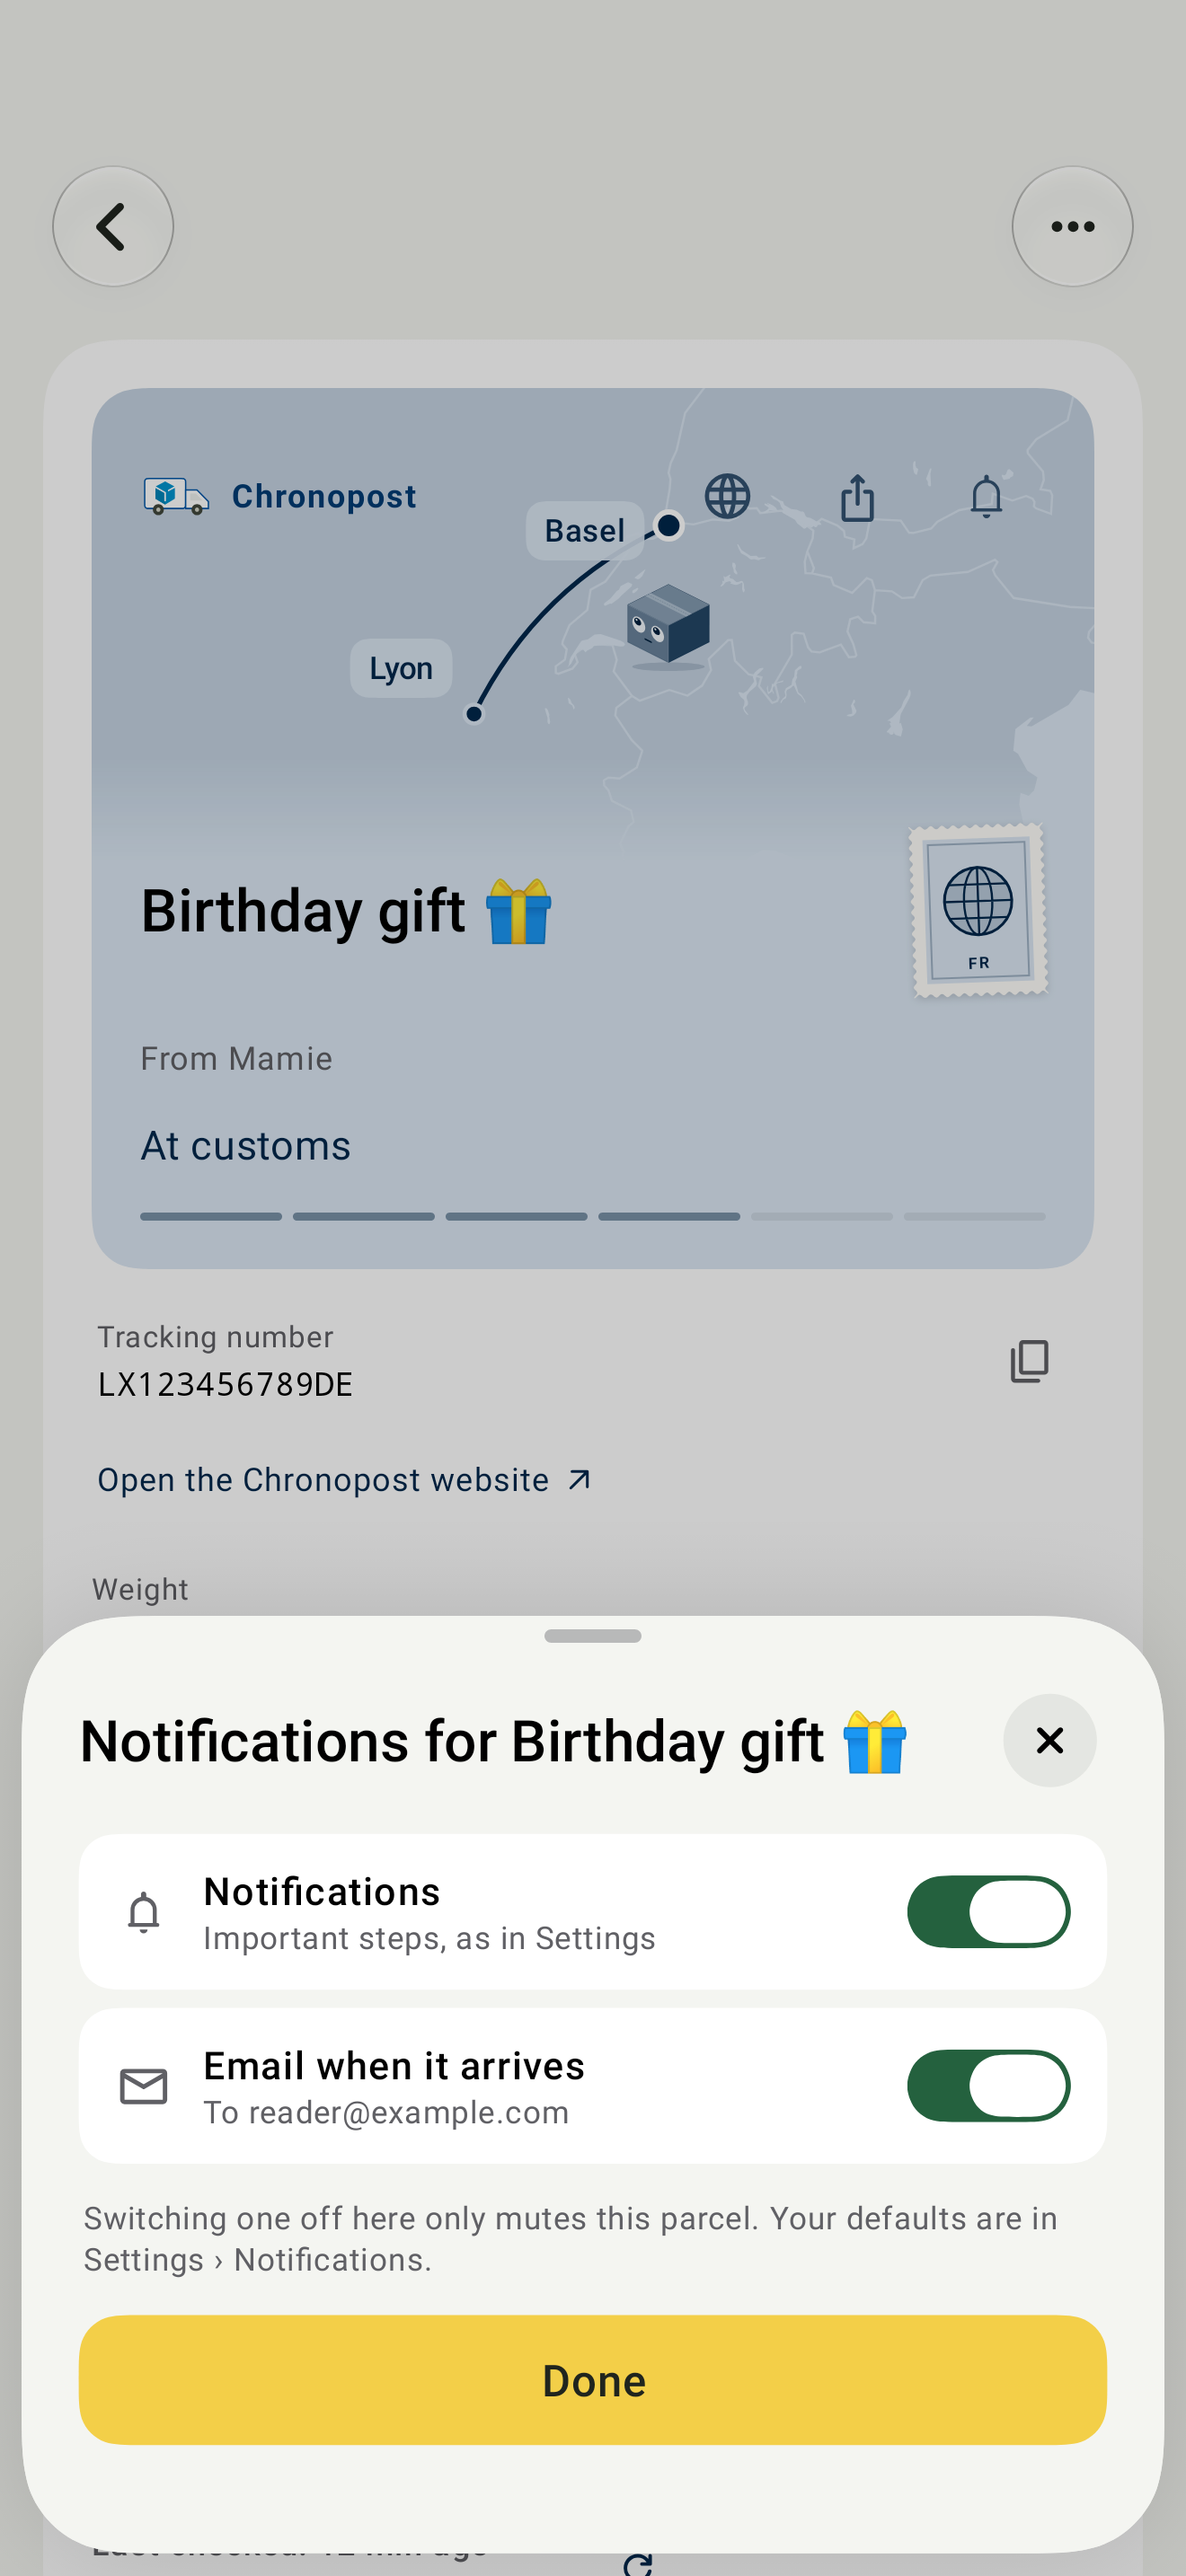 Chronopost
Basel
Lyon
Birthday gift 🎁
FR
From Mamie
At customs
Tracking number
LX123456789DE
Open the Chronopost website
Weight
Notifications for Birthday gift 🎁
Notifications
Important steps, as in Settings
Email when it arrives
To reader@example.com
Switching one off here only mutes this parcel. Your defaults are in
Settings › Notifications.
Done